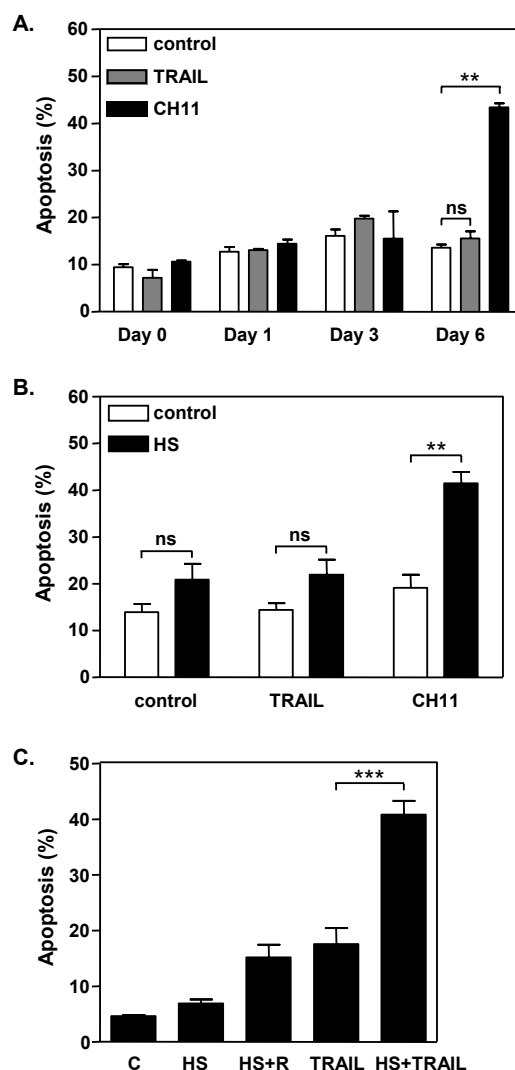 A.
Apoptosis (%)
60
50
40
30
20
10
0
control
TRAIL
CH11
**
ns
Day 0 Day 1 Day 3 Day 6
B.
Apoptosis (%)
60
50
40
30
20
10
0
control
HS
ns
ns
**
control TRAIL CH11
C.
Apoptosis (%)
50
40
30
20
10
0
***
C HS HS+R TRAIL HS+TRAIL